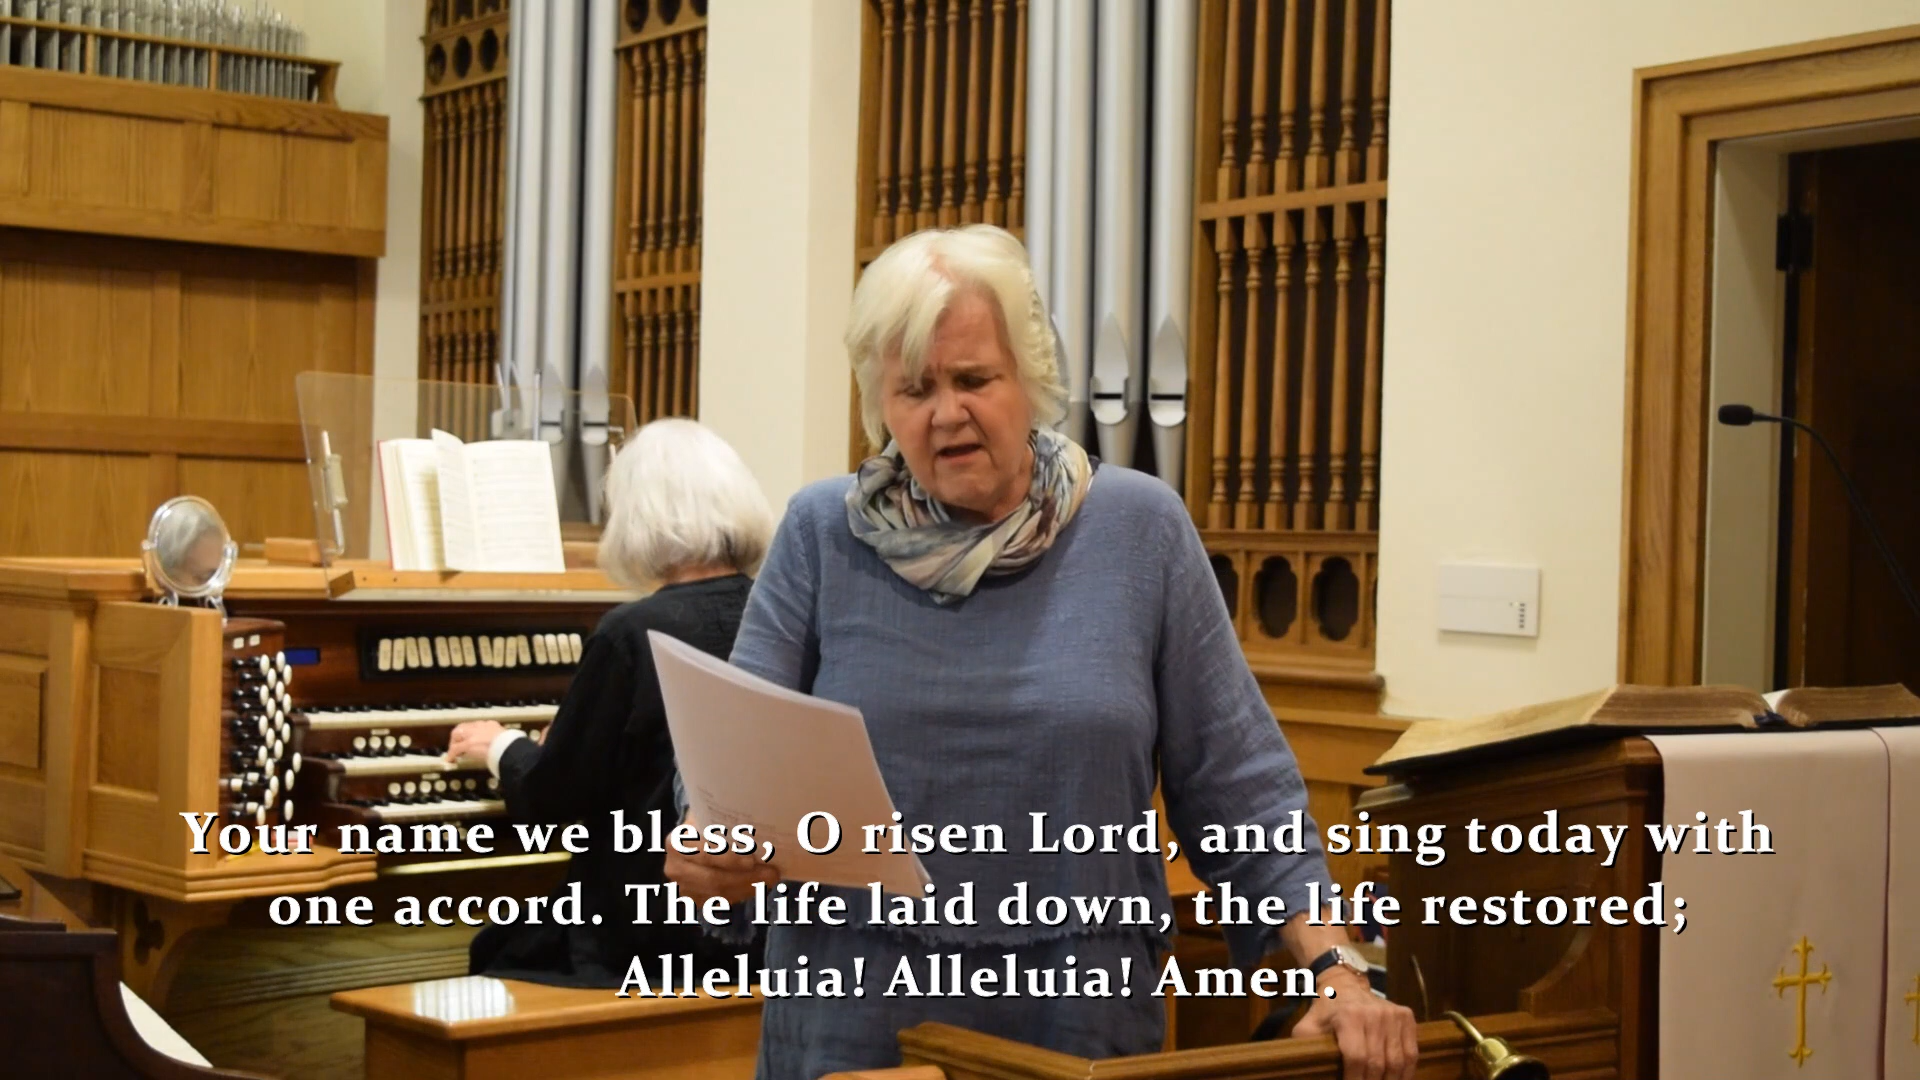 Your name we bless, O risen Lord, and sing today with
one accord. The life laid down, the life restored;
Alleluia! Alleluia! Amen.